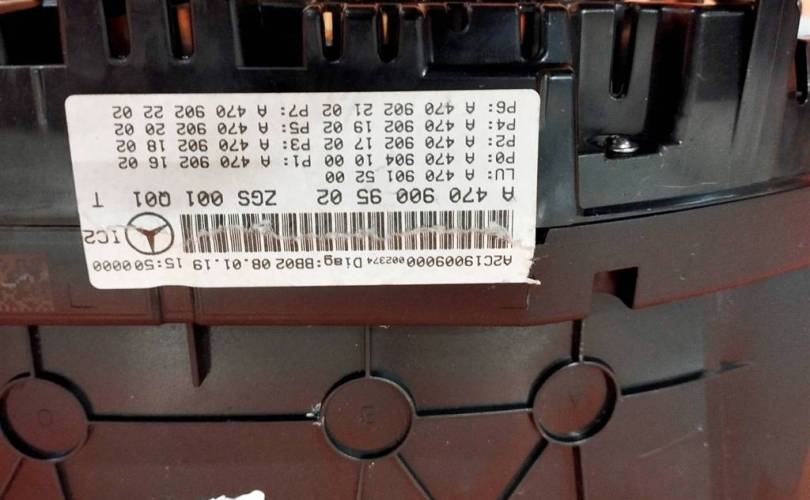 A2C19009000 002374 Diag:BB02 08.01.19 15:50 0000
IC2
A 470 900 95 02 ZGS 001 Q01 T
LU: A 470 901 52 00
P0: A 470 904 10 00 P1: A 470 902 16 02
P2: A 470 902 17 02 P3: A 470 902 18 02
P4: A 470 902 19 02 P5: A 470 902 20 02
P6: A 470 902 21 02 P7: A 470 902 22 02
A
B